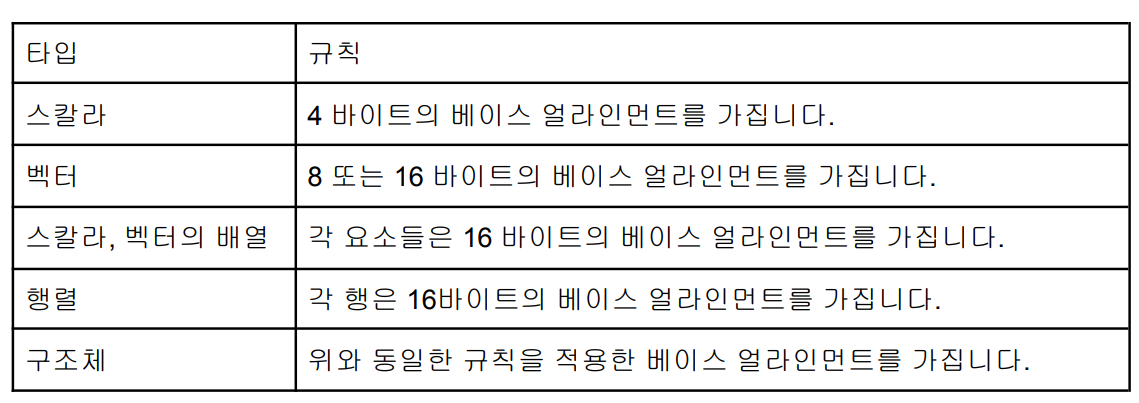 타입 규칙
스칼라 4 바이트의 베이스 얼라인먼트를 가집니다.
벡터 8 또는 16 바이트의 베이스 얼라인먼트를 가집니다.
스칼라, 벡터의 배열 각 요소들은 16 바이트의 베이스 얼라인먼트를 가집니다.
행렬 각 행은 16바이트의 베이스 얼라인먼트를 가집니다.
구조체 위와 동일한 규칙을 적용한 베이스 얼라인먼트를 가집니다.